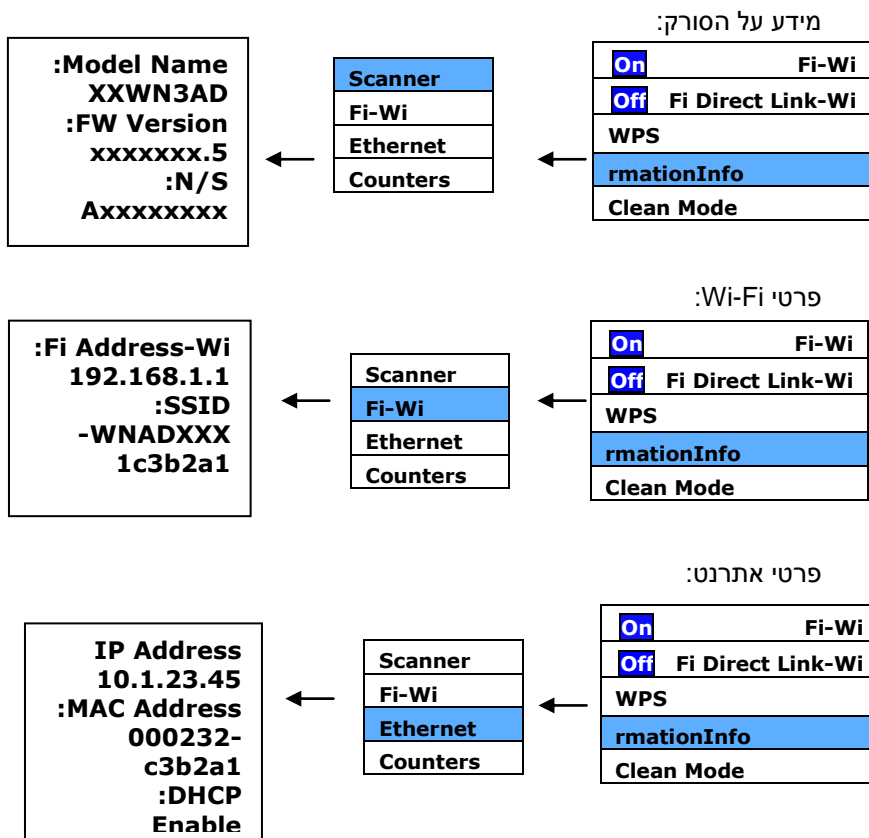 מידע על הסורק:
On Fi-Wi
Off Fi Direct Link-Wi
WPS
rmationInfo
Clean Mode
Scanner
Fi-Wi
Ethernet
Counters
:Model Name
XXWN3AD
:FW Version
xxxxxxx.5
:N/S
Axxxxxxxx
פרטי Wi-Fi:
On Fi-Wi
Off Fi Direct Link-Wi
WPS
rmationInfo
Clean Mode
Scanner
Fi-Wi
Ethernet
Counters
:Fi Address-Wi
192.168.1.1
:SSID
-WNADXXX
1c3b2a1
פרטי אתרנט:
On Fi-Wi
Off Fi Direct Link-Wi
WPS
rmationInfo
Clean Mode
Scanner
Fi-Wi
Ethernet
Counters
IP Address
10.1.23.45
:MAC Address
000232-
c3b2a1
:DHCP
Enable